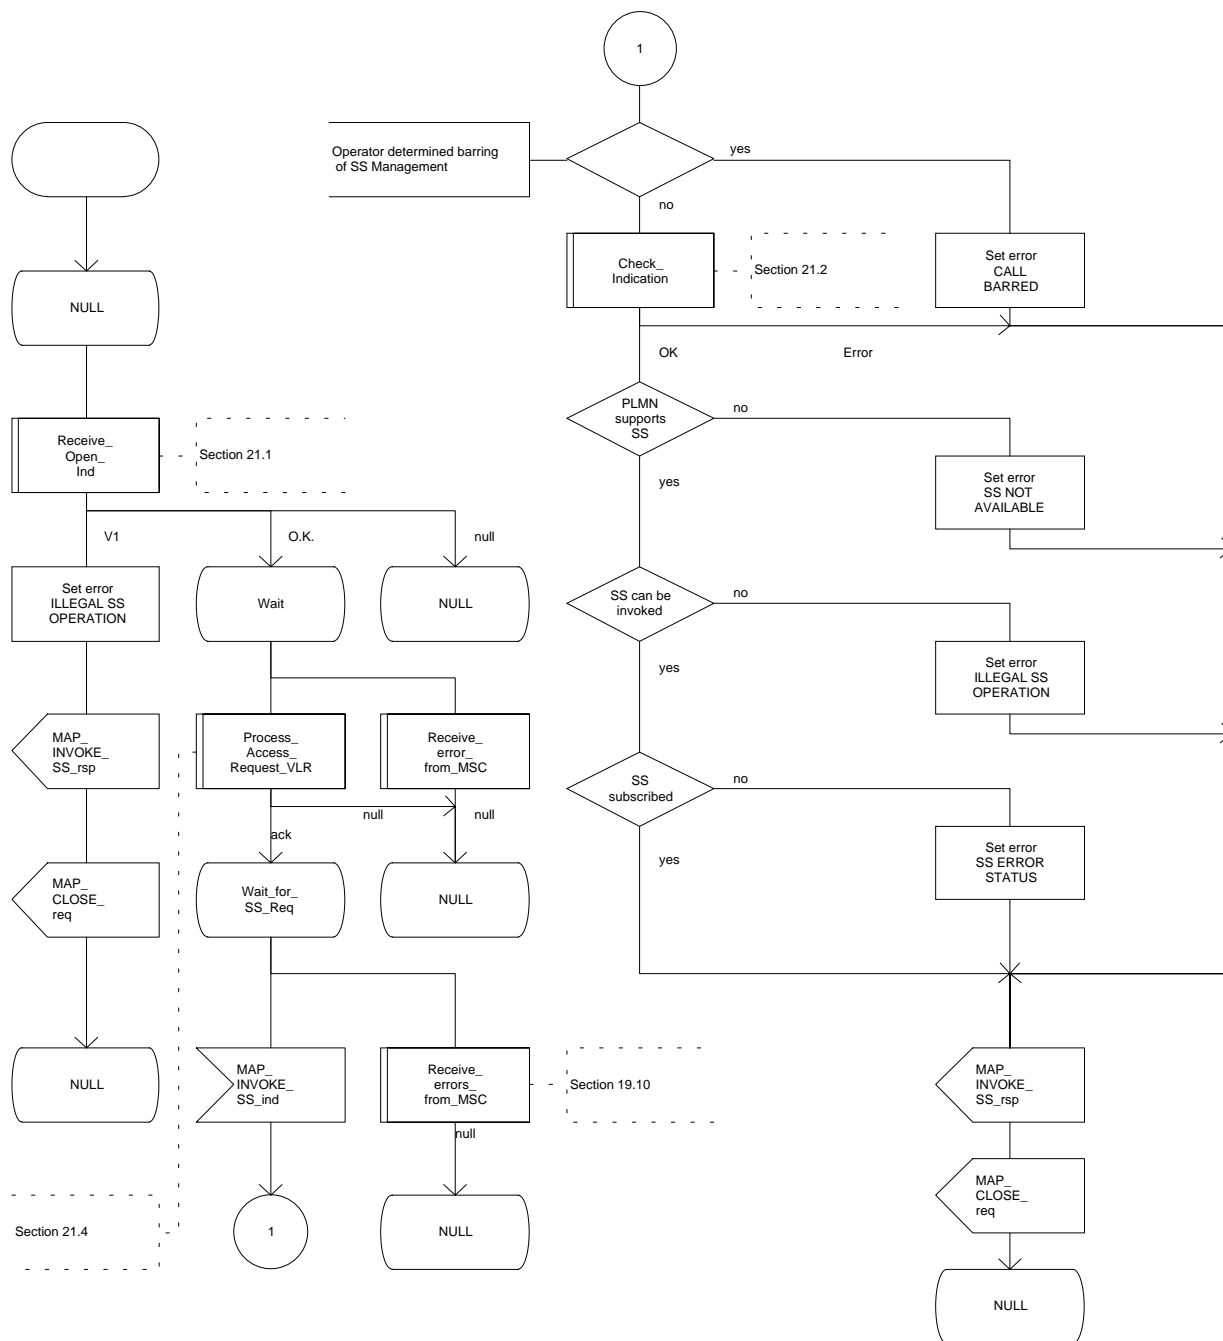 1
Operator determined barring
of SS Management
yes
no
Check_
Indication
Section 21.2
Set error
CALL
BARRED
NULL
OK
Error
PLMN
supports
SS
no
Receive_
Open_
Ind
Section 21.1
yes
Set error
SS NOT
AVAILABLE
V1
O.K.
null
Set error
ILLEGAL SS
OPERATION
Wait
NULL
SS can be
invoked
no
yes
Set error
ILLEGAL SS
OPERATION
MAP_
INVOKE_
SS_rsp
Process_
Access_
Request_VLR
Receive_
error_
from_MSC
SS
subscribed
no
null
null
ack
yes
Set error
SS ERROR
STATUS
MAP_
CLOSE_
req
Wait_for_
SS_Req
NULL
NULL
MAP_
INVOKE_
SS_ind
Receive_
errors_
from_MSC
Section 19.10
MAP_
INVOKE_
SS_rsp
null
MAP_
CLOSE_
req
Section 21.4
1
NULL
NULL